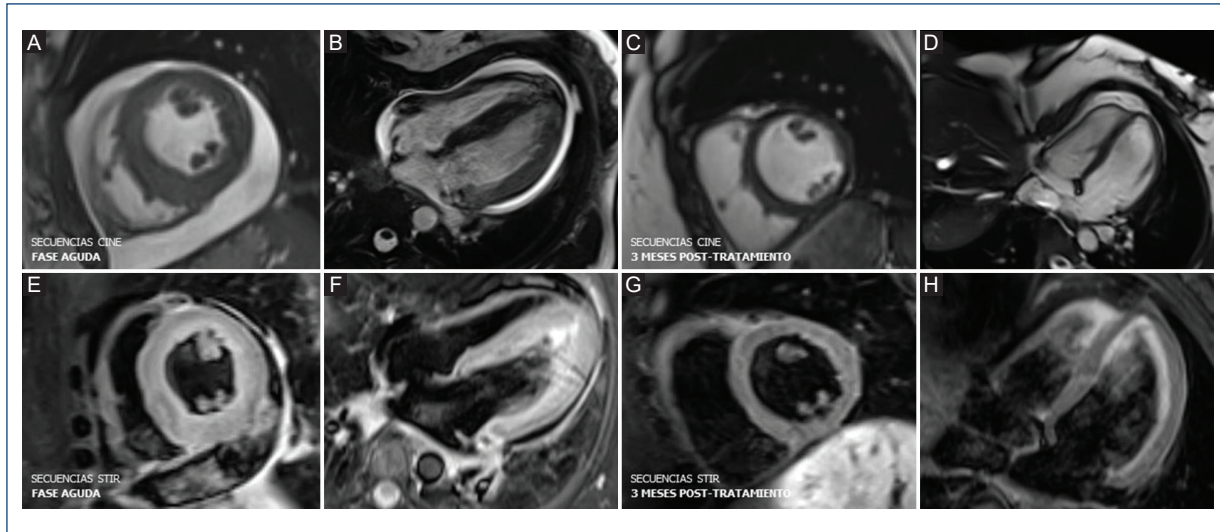 A
B
C
D
SECUENCIAS CINE
FASE AGUDA
SECUENCIAS CINE
3 MESES POST-TRATAMIENTO
E
F
G
H
SECUENCIAS STIR
FASE AGUDA
SECUENCIAS STIR
3 MESES POST-TRATAMIENTO